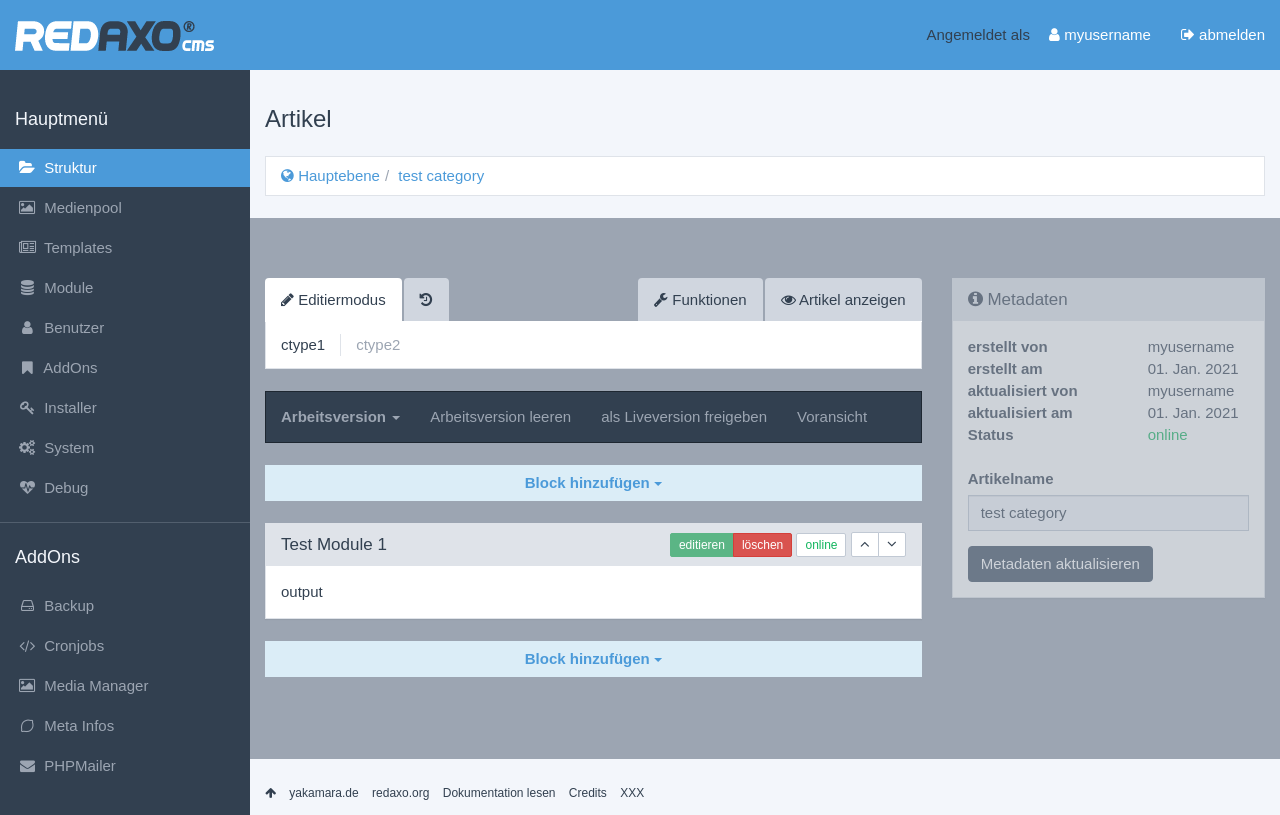 REDAXO® cms
Angemeldet als myusername abmelden
Hauptmenü
Struktur
Medienpool
Templates
Module
Benutzer
AddOns
Installer
System
Debug
AddOns
Backup
Cronjobs
Media Manager
Meta Infos
PHPMailer
Artikel
Hauptebene / test category
Editiermodus Funktionen Artikel anzeigen
ctype1 ctype2
Arbeitsversion Arbeitsversion leeren als Liveversion freigeben Voransicht
Block hinzufügen
Test Module 1 editieren löschen online
output
Block hinzufügen
Metadaten
erstellt von myusername
erstellt am 01. Jan. 2021
aktualisiert von myusername
aktualisiert am 01. Jan. 2021
Status online
Artikelname
test category
Metadaten aktualisieren
yakamara.de redaxo.org Dokumentation lesen Credits XXX